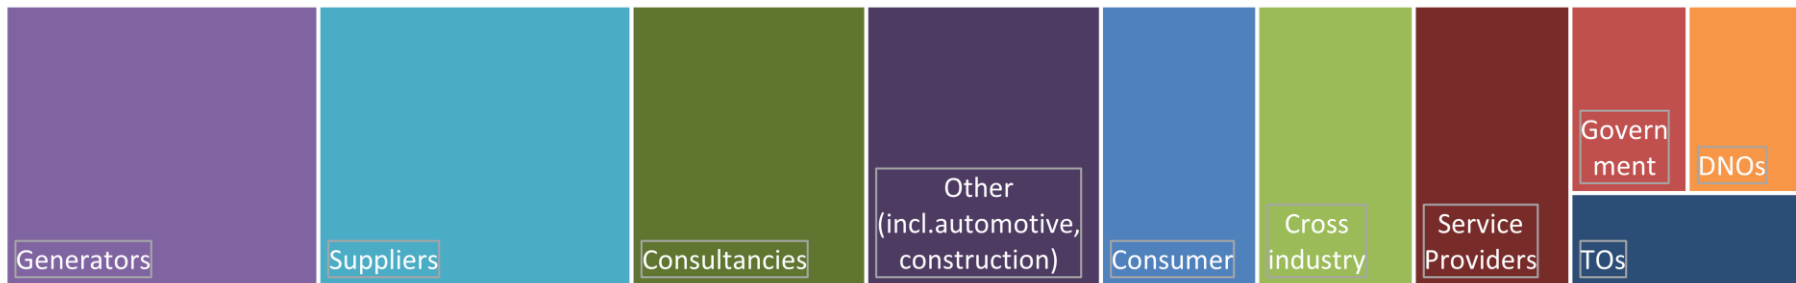 Generators
Suppliers
Consultancies
Other
(incl.automotive,
construction)
Consumer
Cross
industry
Service
Providers
Govern
ment
DNOs
TOs